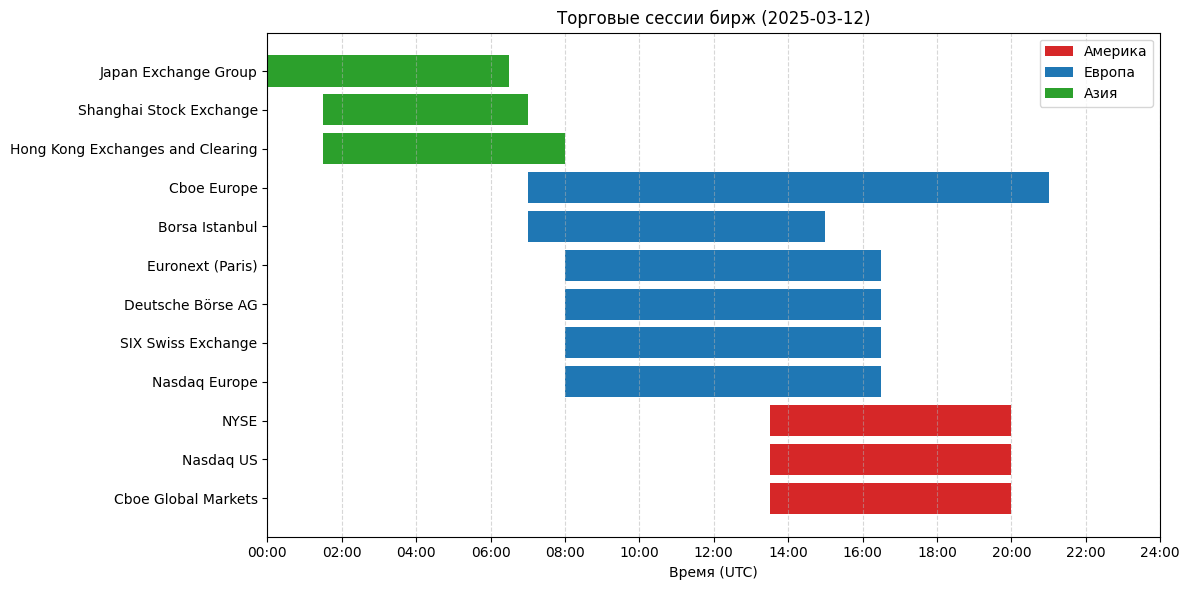 Торговые сессии бирж (2025-03-12)
Америка
Европа
Азия
Japan Exchange Group
Shanghai Stock Exchange
Hong Kong Exchanges and Clearing
Cboe Europe
Borsa Istanbul
Euronext (Paris)
Deutsche Börse AG
SIX Swiss Exchange
Nasdaq Europe
NYSE
Nasdaq US
Cboe Global Markets
00:00 02:00 04:00 06:00 08:00 10:00 12:00 14:00 16:00 18:00 20:00 22:00 24:00
Время (UTC)